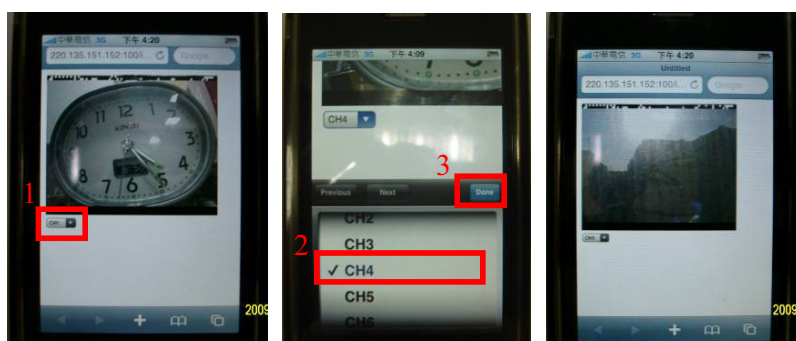 中華電信 3G 下午 4:20
220.135.151.152:100/... Google
11 12 1
10
3
4
8 7 6 5
1
CH1
2009
中華電信 3G 下午 4:09
CH4
3
Previous Next Done
CH2
CH3
2
✓ CH4
CH5
CH6
中華電信 3G 下午 4:20
Untitled
220.135.151.152:100/... Google
2009